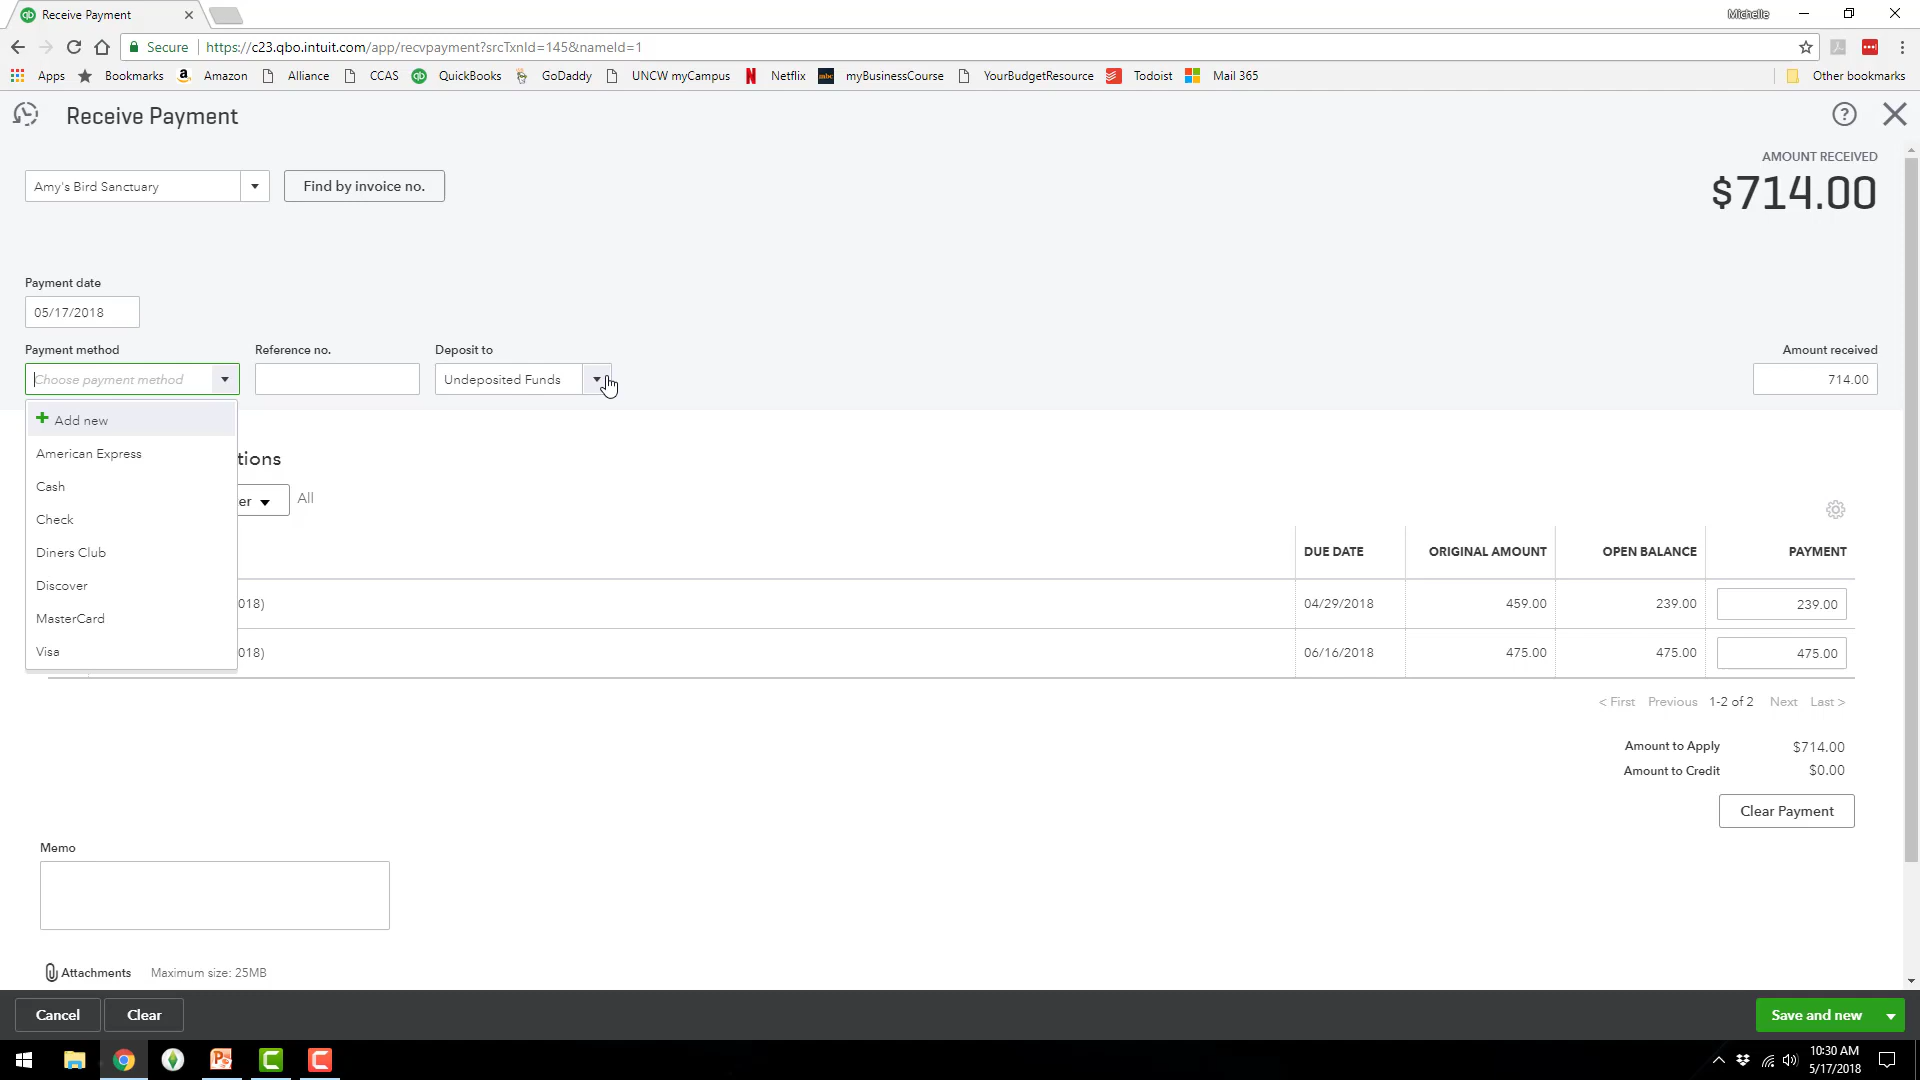 Receive Payment
Michelle
Secure https://c23.qbo.intuit.com/app/recvpayment?srcTxnId=145&nameId=1
Apps Bookmarks Amazon Alliance CCAS QuickBooks GoDaddy UNCW myCampus Netflix mbc myBusinessCourse YourBudgetResource Todoist Mail 365 Other bookmarks
Receive Payment
AMOUNT RECEIVED
Amy's Bird Sanctuary Find by invoice no. $714.00
Payment date
05/17/2018
Payment method Reference no. Deposit to Amount received
Choose payment method Undeposited Funds 714.00
Add new
American Express tions
Cash er All
Check
Diners Club DUE DATE ORIGINAL AMOUNT OPEN BALANCE PAYMENT
Discover
018) 04/29/2018 459.00 239.00 239.00
MasterCard
Visa 018) 06/16/2018 475.00 475.00 475.00
< First Previous 1-2 of 2 Next Last >
Amount to Apply $714.00
Amount to Credit $0.00
Clear Payment
Memo
Attachments Maximum size: 25MB
Cancel Clear Save and new
10:30 AM
5/17/2018